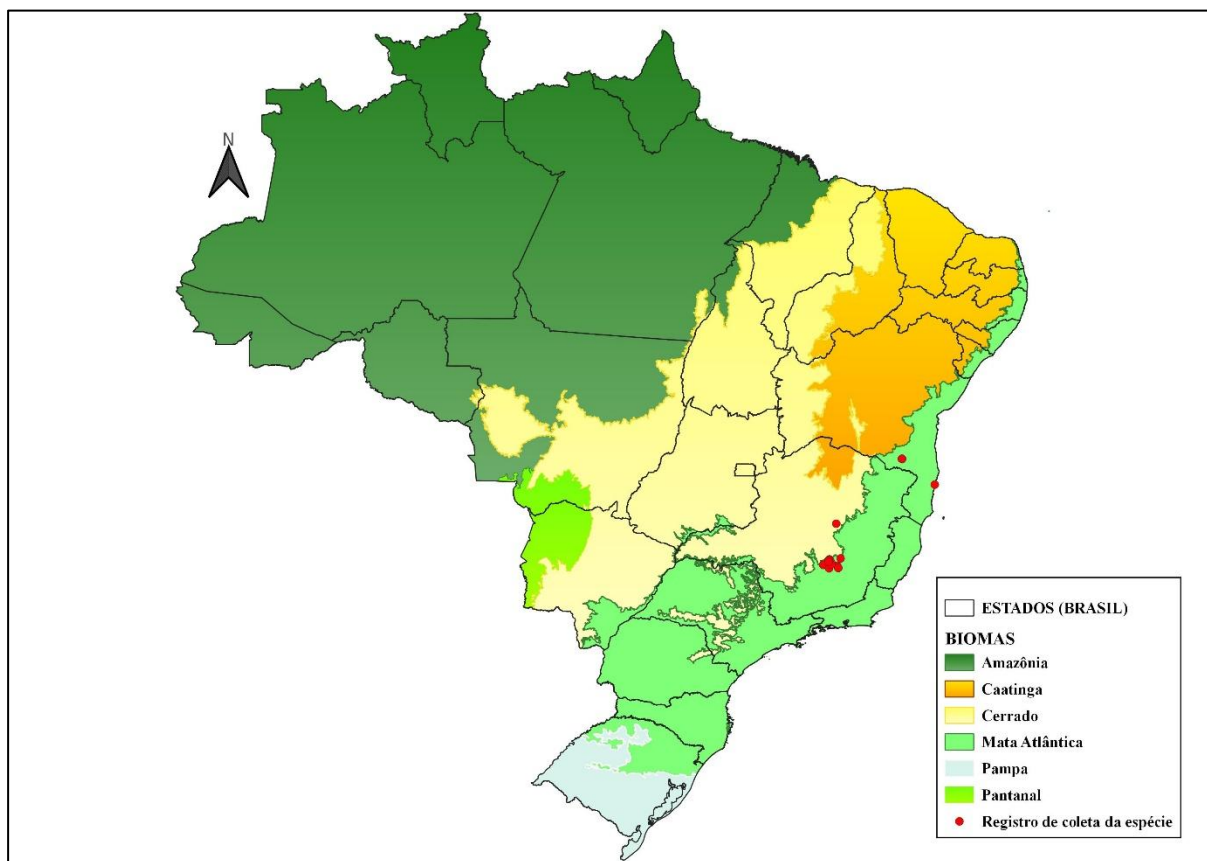 N
ESTADOS (BRASIL)
BIOMAS
Amazônia
Caatinga
Cerrado
Mata Atlântica
Pampa
Pantanal
Registro de coleta da espécie